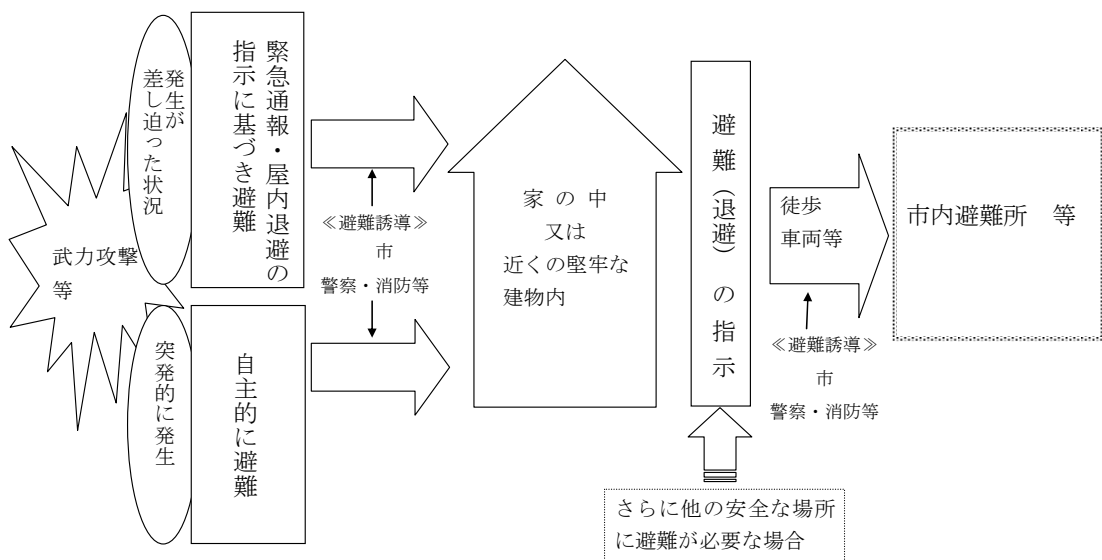 武力攻撃
等
発生が
差し迫った状況
緊急通報・屋内退避の
指示に基づき避難
突発的に発生
自主的に避難
≪避難誘導≫
市
警察・消防等
家の中
又は
近くの堅牢な
建物内
避難(退避)の指示
さらに他の安全な場所
に避難が必要な場合
徒歩
車両等
≪避難誘導≫
市
警察・消防等
市内避難所　等